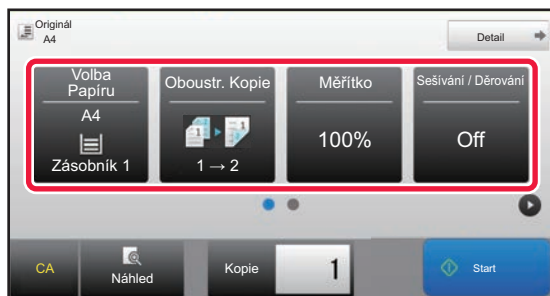 Originál
A4
Detail
Volba
Papíru
A4
Zásobník 1
Oboustr. Kopie
1 → 2
Měřítko
100%
Sešívání / Děrování
Off
CA
Náhled
Kopie
1
Start